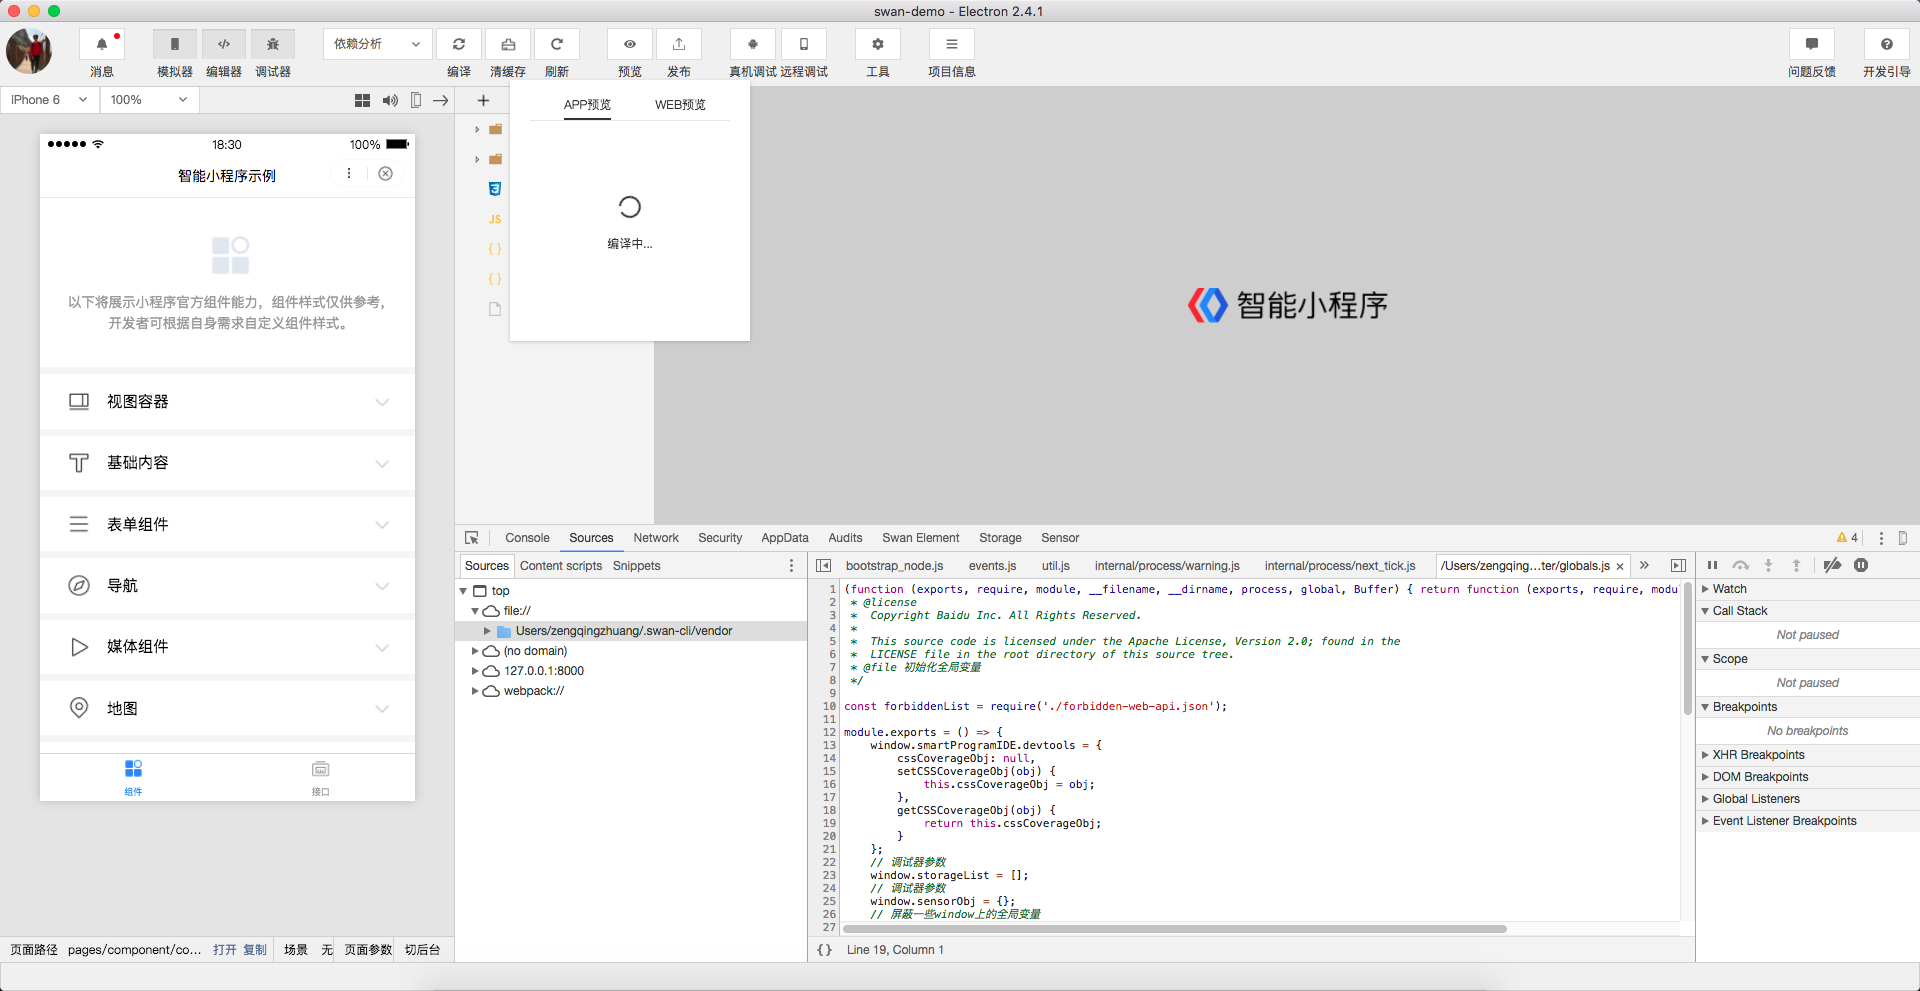 swan-demo - Electron 2.4.1
消息
模拟器
编辑器
调试器
依赖分析
编译
清缓存
刷新
预览
发布
真机调试
远程调试
工具
项目信息
问题反馈
开发引导
iPhone 6
100%
18:30
100%
智能小程序示例
以下将展示小程序官方组件能力，组件样式仅供参考，
开发者可根据自身需求自定义组件样式。
视图容器
基础内容
表单组件
导航
媒体组件
地图
组件
接口
页面路径 pages/component/co... 打开 复制 场景 无 页面参数 切后台
JS
{ }
{ }
APP预览
WEB预览
编译中...
智能小程序
Console Sources Network Security AppData Audits Swan Element Storage Sensor
4
Sources Content scripts Snippets
top
file://
Users/zengqingzhuang/.swan-cli/vendor
(no domain)
127.0.0.1:8000
webpack://
bootstrap_node.js events.js util.js internal/process/warning.js internal/process/next_tick.js /Users/zengqing...ter/globals.js ×
1 (function (exports, require, module, __filename, __dirname, process, global, Buffer) { return function (exports, require, modu
2 * @license
3 * Copyright Baidu Inc. All Rights Reserved.
4 *
5 * This source code is licensed under the Apache License, Version 2.0; found in the
6 * LICENSE file in the root directory of this source tree.
7 * @file 初始化全局变量
8 */
9
10 const forbiddenList = require('./forbidden-web-api.json');
11
12 module.exports = () => {
13 window.smartProgramIDE.devtools = {
14 cssCoverageObj: null,
15 setCSSCoverageObj(obj) {
16 this.cssCoverageObj = obj;
17 },
18 getCSSCoverageObj(obj) {
19 return this.cssCoverageObj;
20 }
21 };
22 // 调试器参数
23 window.storageList = [];
24 // 调试器参数
25 window.sensorObj = {};
26 // 屏蔽一些window上的全局变量
27
{ } Line 19, Column 1
Watch
Call Stack
Not paused
Scope
Not paused
Breakpoints
No breakpoints
XHR Breakpoints
DOM Breakpoints
Global Listeners
Event Listener Breakpoints